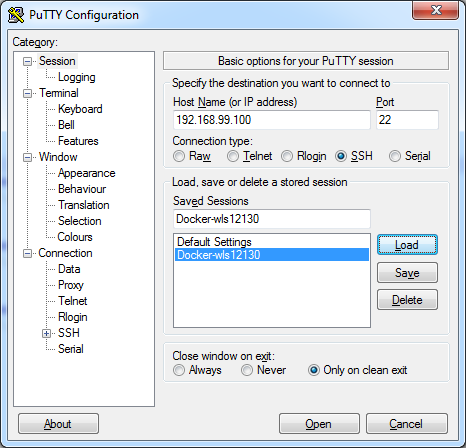 PuTTY Configuration
Category:
Session
Logging
Terminal
Keyboard
Bell
Features
Window
Appearance
Behaviour
Translation
Selection
Colours
Connection
Data
Proxy
Telnet
Rlogin
SSH
Serial
Basic options for your PuTTY session
Specify the destination you want to connect to
Host Name (or IP address) Port
192.168.99.100 22
Connection type:
Raw Telnet Rlogin SSH Serial
Load, save or delete a stored session
Saved Sessions
Docker-wls12130
Default Settings
Docker-wls12130
Load
Save
Delete
Close window on exit:
Always Never Only on clean exit
About Open Cancel